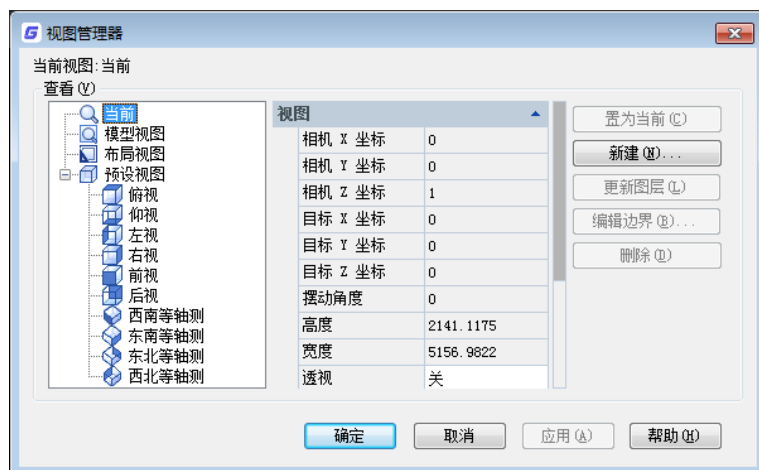 G 视图管理器
当前视图:当前
查看(V)
当前
模型视图
布局视图
预设视图
俯视
仰视
左视
右视
前视
后视
西南等轴测
东南等轴测
东北等轴测
西北等轴测
视图
相机 X 坐标 0
相机 Y 坐标 0
相机 Z 坐标 1
目标 X 坐标 0
目标 Y 坐标 0
目标 Z 坐标 0
摆动角度 0
高度 2141.1175
宽度 5156.9822
透视 关
置为当前(C)
新建(N)...
更新图层(L)
编辑边界(B)...
删除(D)
确定 取消 应用(A) 帮助(H)